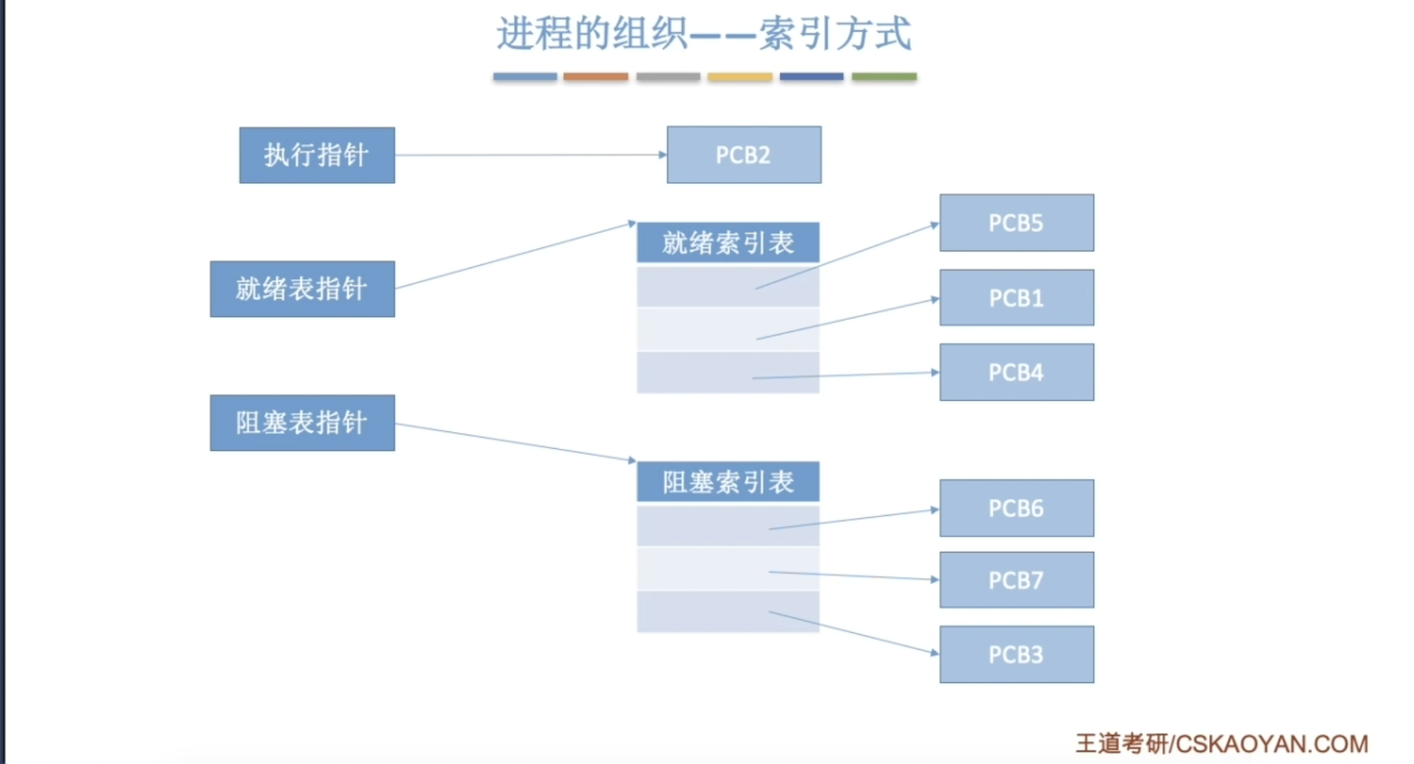 进程的组织——索引方式
执行指针
PCB2
就绪表指针
就绪索引表
PCB5
PCB1
PCB4
阻塞表指针
阻塞索引表
PCB6
PCB7
PCB3
王道考研/CSKAOYAN.COM